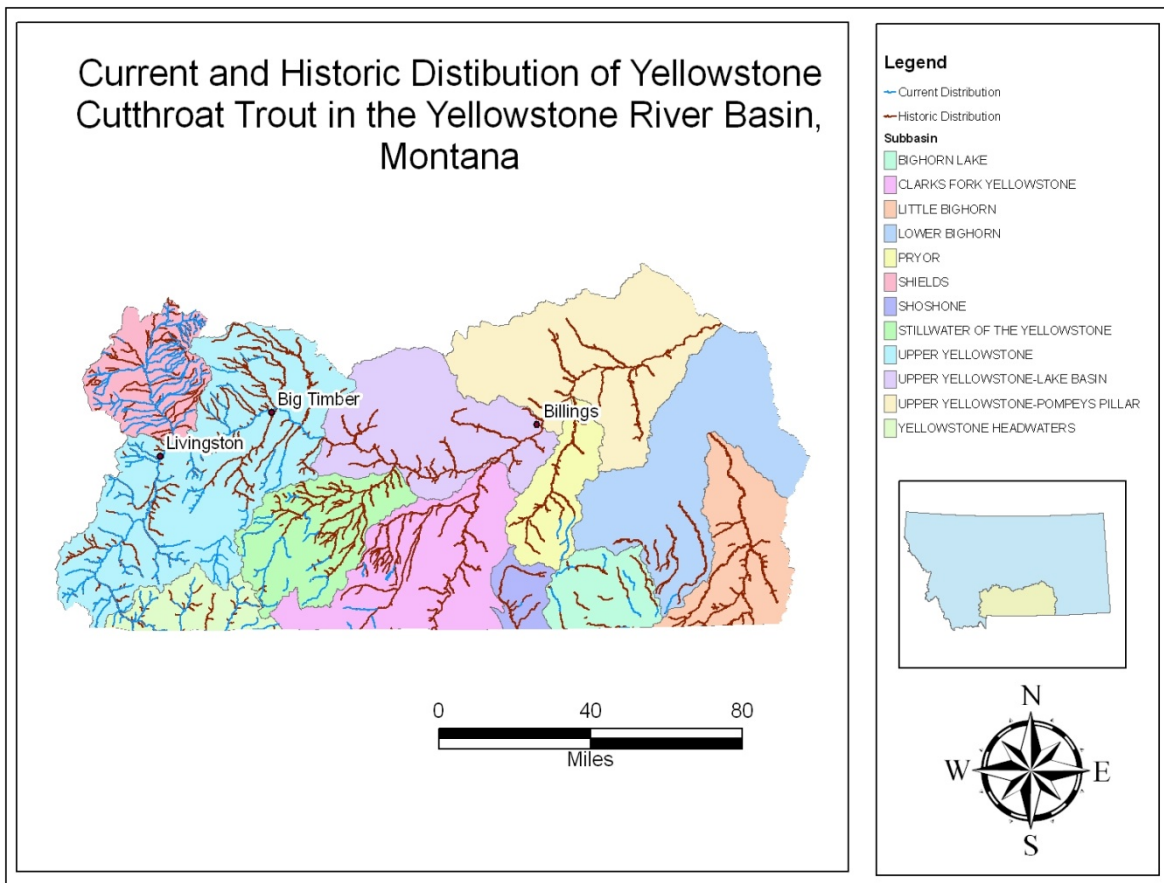 Current and Historic Distibution of Yellowstone
Cutthroat Trout in the Yellowstone River Basin,
Montana
Big Timber
Billings
Livingston
0 40 80
Miles
Legend
Current Distribution
Historic Distribution
Subbasin
BIGHORN LAKE
CLARKS FORK YELLOWSTONE
LITTLE BIGHORN
LOWER BIGHORN
PRYOR
SHIELDS
SHOSHONE
STILLWATER OF THE YELLOWSTONE
UPPER YELLOWSTONE
UPPER YELLOWSTONE-LAKE BASIN
UPPER YELLOWSTONE-POMPEYS PILLAR
YELLOWSTONE HEADWATERS
N
W E
S